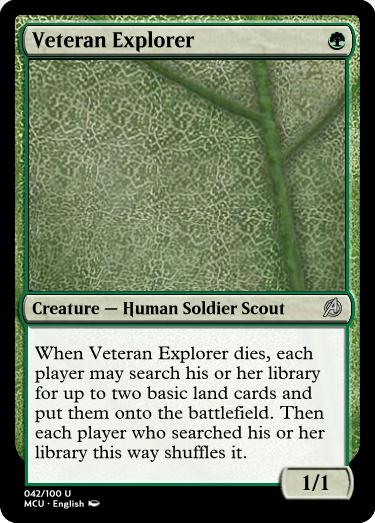 Veteran Explorer
Creature — Human Soldier Scout
When Veteran Explorer dies, each
player may search his or her library
for up to two basic land cards and
put them onto the battlefield. Then
each player who searched his or her
library this way shuffles it.
1/1
042/100 U
MCU • English